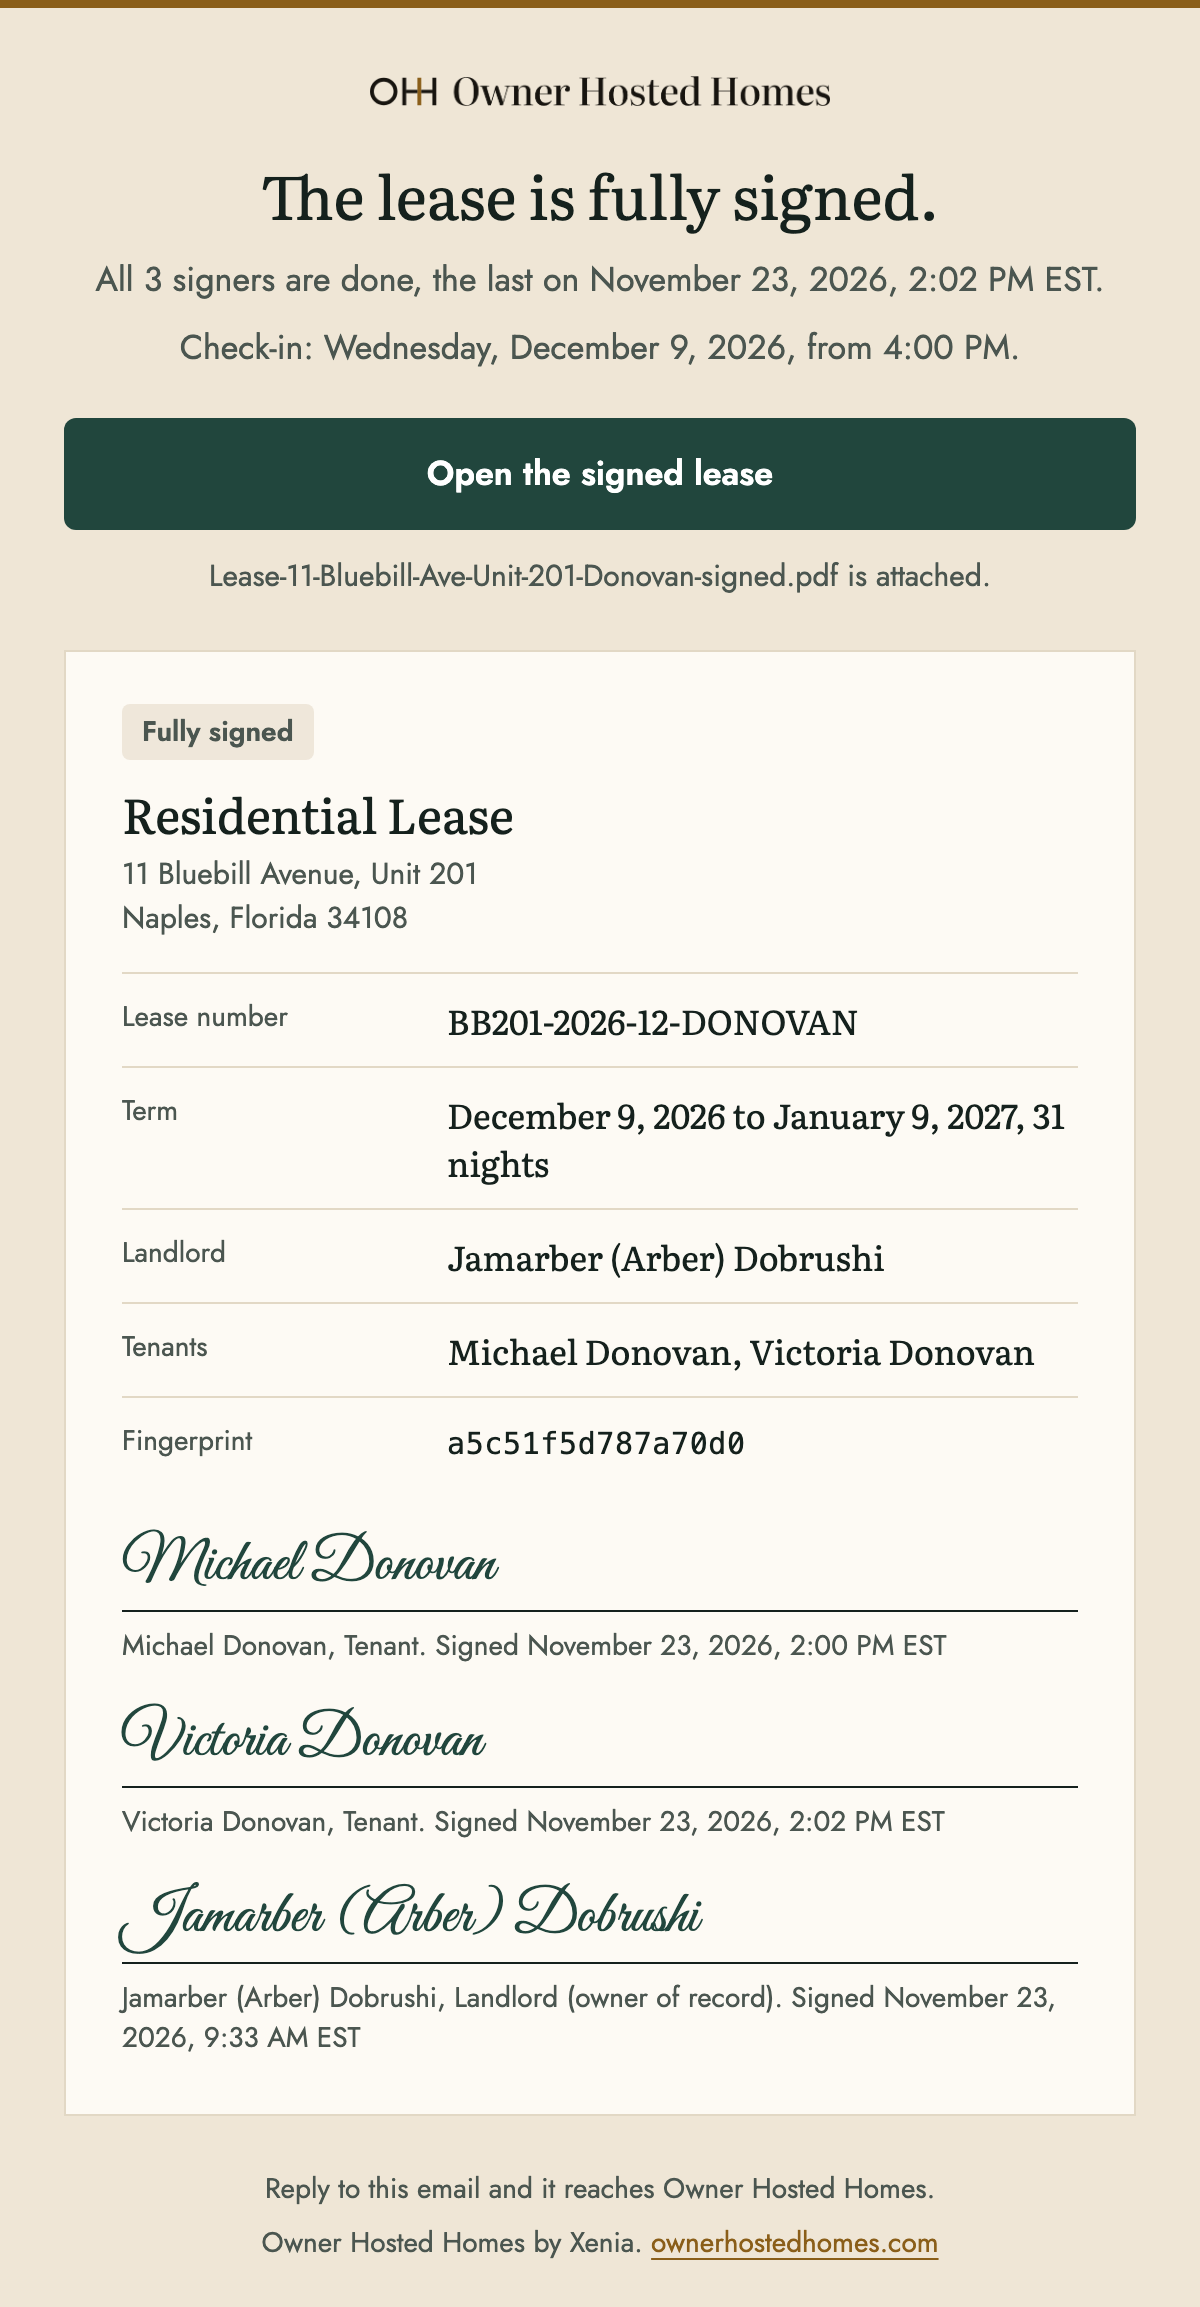 OHH Owner Hosted Homes
The lease is fully signed.
All 3 signers are done, the last on November 23, 2026, 2:02 PM EST.
Check-in: Wednesday, December 9, 2026, from 4:00 PM.
Open the signed lease
Lease-11-Bluebill-Ave-Unit-201-Donovan-signed.pdf is attached.
Fully signed
Residential Lease
11 Bluebill Avenue, Unit 201
Naples, Florida 34108
Lease number BB201-2026-12-DONOVAN
Term December 9, 2026 to January 9, 2027, 31
nights
Landlord Jamarber (Arber) Dobrushi
Tenants Michael Donovan, Victoria Donovan
Fingerprint a5c51f5d787a70d0
Michael Donovan
Michael Donovan, Tenant. Signed November 23, 2026, 2:00 PM EST
Victoria Donovan
Victoria Donovan, Tenant. Signed November 23, 2026, 2:02 PM EST
Jamarber (Arber) Dobrushi
Jamarber (Arber) Dobrushi, Landlord (owner of record). Signed November 23,
2026, 9:33 AM EST
Reply to this email and it reaches Owner Hosted Homes.
Owner Hosted Homes by Xenia. ownerhostedhomes.com